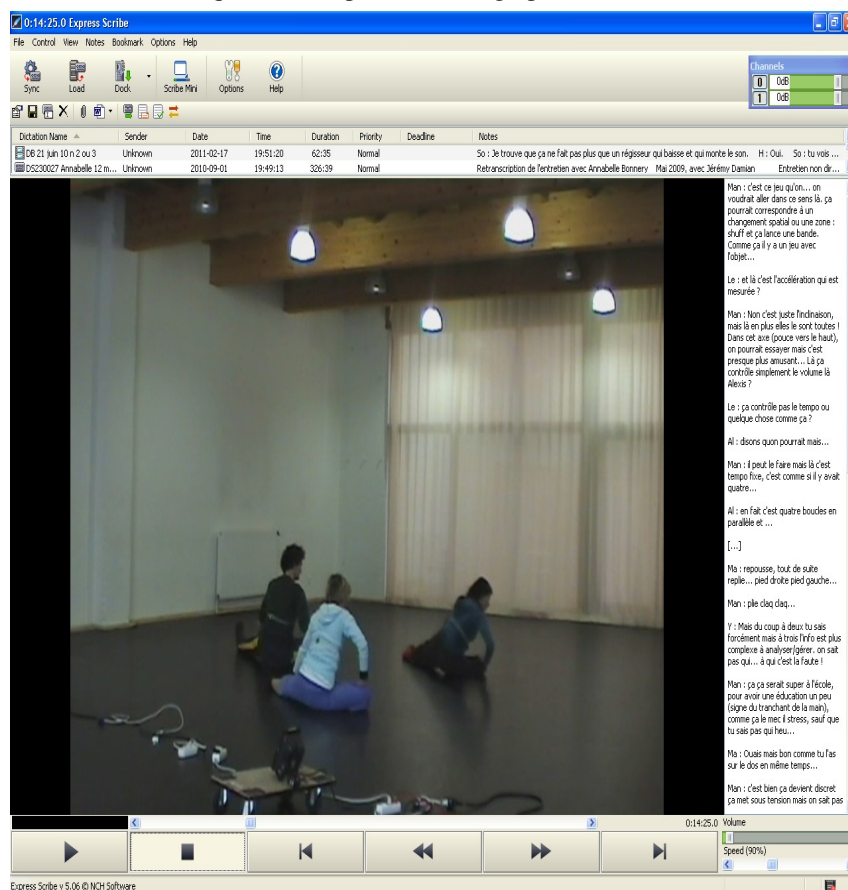 0:14:25.0 Express Scribe
File Control View Notes Bookmark Options Help
Sync Load Dock Scribe Mini Options Help
Channels
0 0dB
1 0dB
Dictation Name Sender Date Time Duration Priority Deadline Notes
DB 21 juin 10 n 2 ou 3 Unknown 2011-02-17 19:51:20 62:35 Normal So : Je trouve que ça ne fait pas plus que un régisseur qui baisse et qui monte le son. H : Oui. So : tu vois ...
DS230027 Annabelle 12 m... Unknown 2010-09-01 19:49:13 326:39 Normal Retranscription de l'entretien avec Annabelle Bonnery Mai 2009, avec Jérémy Damian Entretien non dir...
Man : c'est ce jeu qu'on... on
voudrait aller dans ce sens là. ça
pourrait correspondre à un
changement spatial ou une zone :
shuff et ça lance une bande.
Comme ça il y a un jeu avec
l'objet...
Le : et là c'est l'accélération qui est
mesurée ?
Man : Non c'est juste l'inclinaison,
mais là en plus elles le sont toutes !
Dans cet axe (pouce vers le haut),
on pourrait essayer mais c'est
presque plus amusant... Là ça
contrôle simplement le volume là
Alexis ?
Le : ça contrôle pas le tempo ou
quelque chose comme ça ?
Al : disons quon pourrait mais...
Man : il peut le faire mais là c'est
tempo fixe, c'est comme si il y avait
quatre...
Al : en fait c'est quatre boucles en
parallèle et ...
[...]
Ma : repousse, tout de suite
replie... pied droite pied gauche...
Man : plie claq claq...
Y : Mais du coup à deux tu sais
forcément mais à trois l'info est plus
complexe à analyser/gérer. on sait
pas qui... à qui c'est la faute !
Man : ça ça serait super à l'école,
pour avoir une éducation un peu
(signe du tranchant de la main),
comme ça le mec il stress, sauf que
tu sais pas qui heu...
Ma : Ouais mais bon comme tu l'as
sur le dos en même temps...
Man : c'est bien ça devient discret
ça met sous tension mais on sait pas
0:14:25.0 Volume
Speed (90%)
Express Scribe v 5.06 © NCH Software